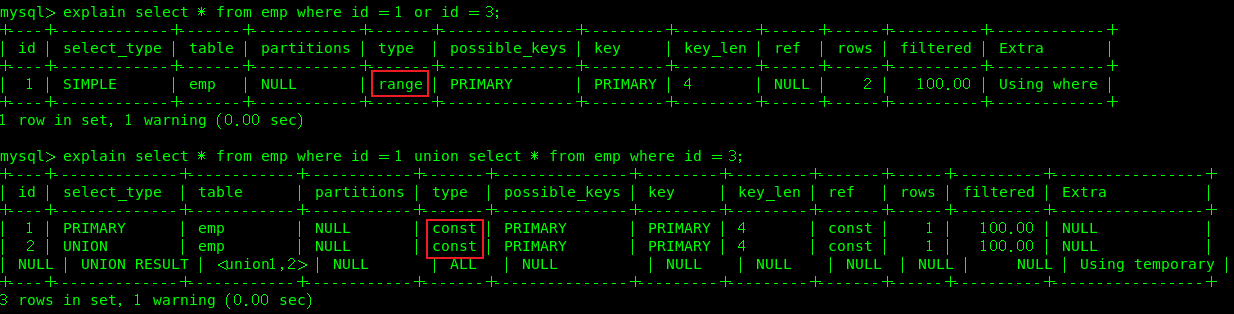 mysql> explain select * from emp where id =1 or id =3;
+----+-------------+-------+------------+-------+---------------+---------+---------+------+------+----------+-------------+
| id | select_type | table | partitions | type | possible_keys | key | key_len | ref | rows | filtered | Extra |
+----+-------------+-------+------------+-------+---------------+---------+---------+------+------+----------+-------------+
| 1 | SIMPLE | emp | NULL | range | PRIMARY | PRIMARY | 4 | NULL | 2 | 100.00 | Using where |
+----+-------------+-------+------------+-------+---------------+---------+---------+------+------+----------+-------------+
1 row in set, 1 warning (0.00 sec)
mysql> explain select * from emp where id =1 union select * from emp where id =3;
+----+--------------+------------+------------+-------+---------------+---------+---------+-------+------+----------+-----------------+
| id | select_type | table | partitions | type | possible_keys | key | key_len | ref | rows | filtered | Extra |
+----+--------------+------------+------------+-------+---------------+---------+---------+-------+------+----------+-----------------+
| 1 | PRIMARY | emp | NULL | const | PRIMARY | PRIMARY | 4 | const | 1 | 100.00 | NULL |
| 2 | UNION | emp | NULL | const | PRIMARY | PRIMARY | 4 | const | 1 | 100.00 | NULL |
| NULL | UNION RESULT | <union1,2> | NULL | ALL | NULL | NULL | NULL | NULL | NULL | NULL | Using temporary |
+----+--------------+------------+------------+-------+---------------+---------+---------+-------+------+----------+-----------------+
3 rows in set, 1 warning (0.00 sec)